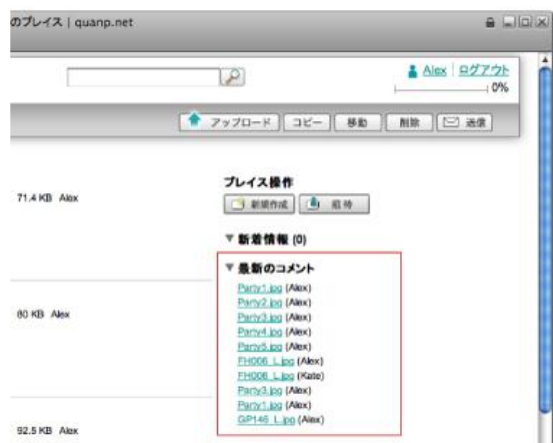 のプレイス | quanp.net
Alex ログアウト
0%
アップロード コピー 移動 削除 送信
プレイス操作
71.4 KB Alex
新規作成 招待
新着情報 (0)
最新のコメント
Party1.jpg (Alex)
Party2.jpg (Alex)
80 KB Alex
Party3.jpg (Alex)
Party4.jpg (Alex)
Party5.jpg (Alex)
FH006_L.jpg (Alex)
FH006_L.jpg (Kate)
Party3.jpg (Alex)
Party1.jpg (Alex)
GP146_L.jpg (Alex)
92.5 KB Alex